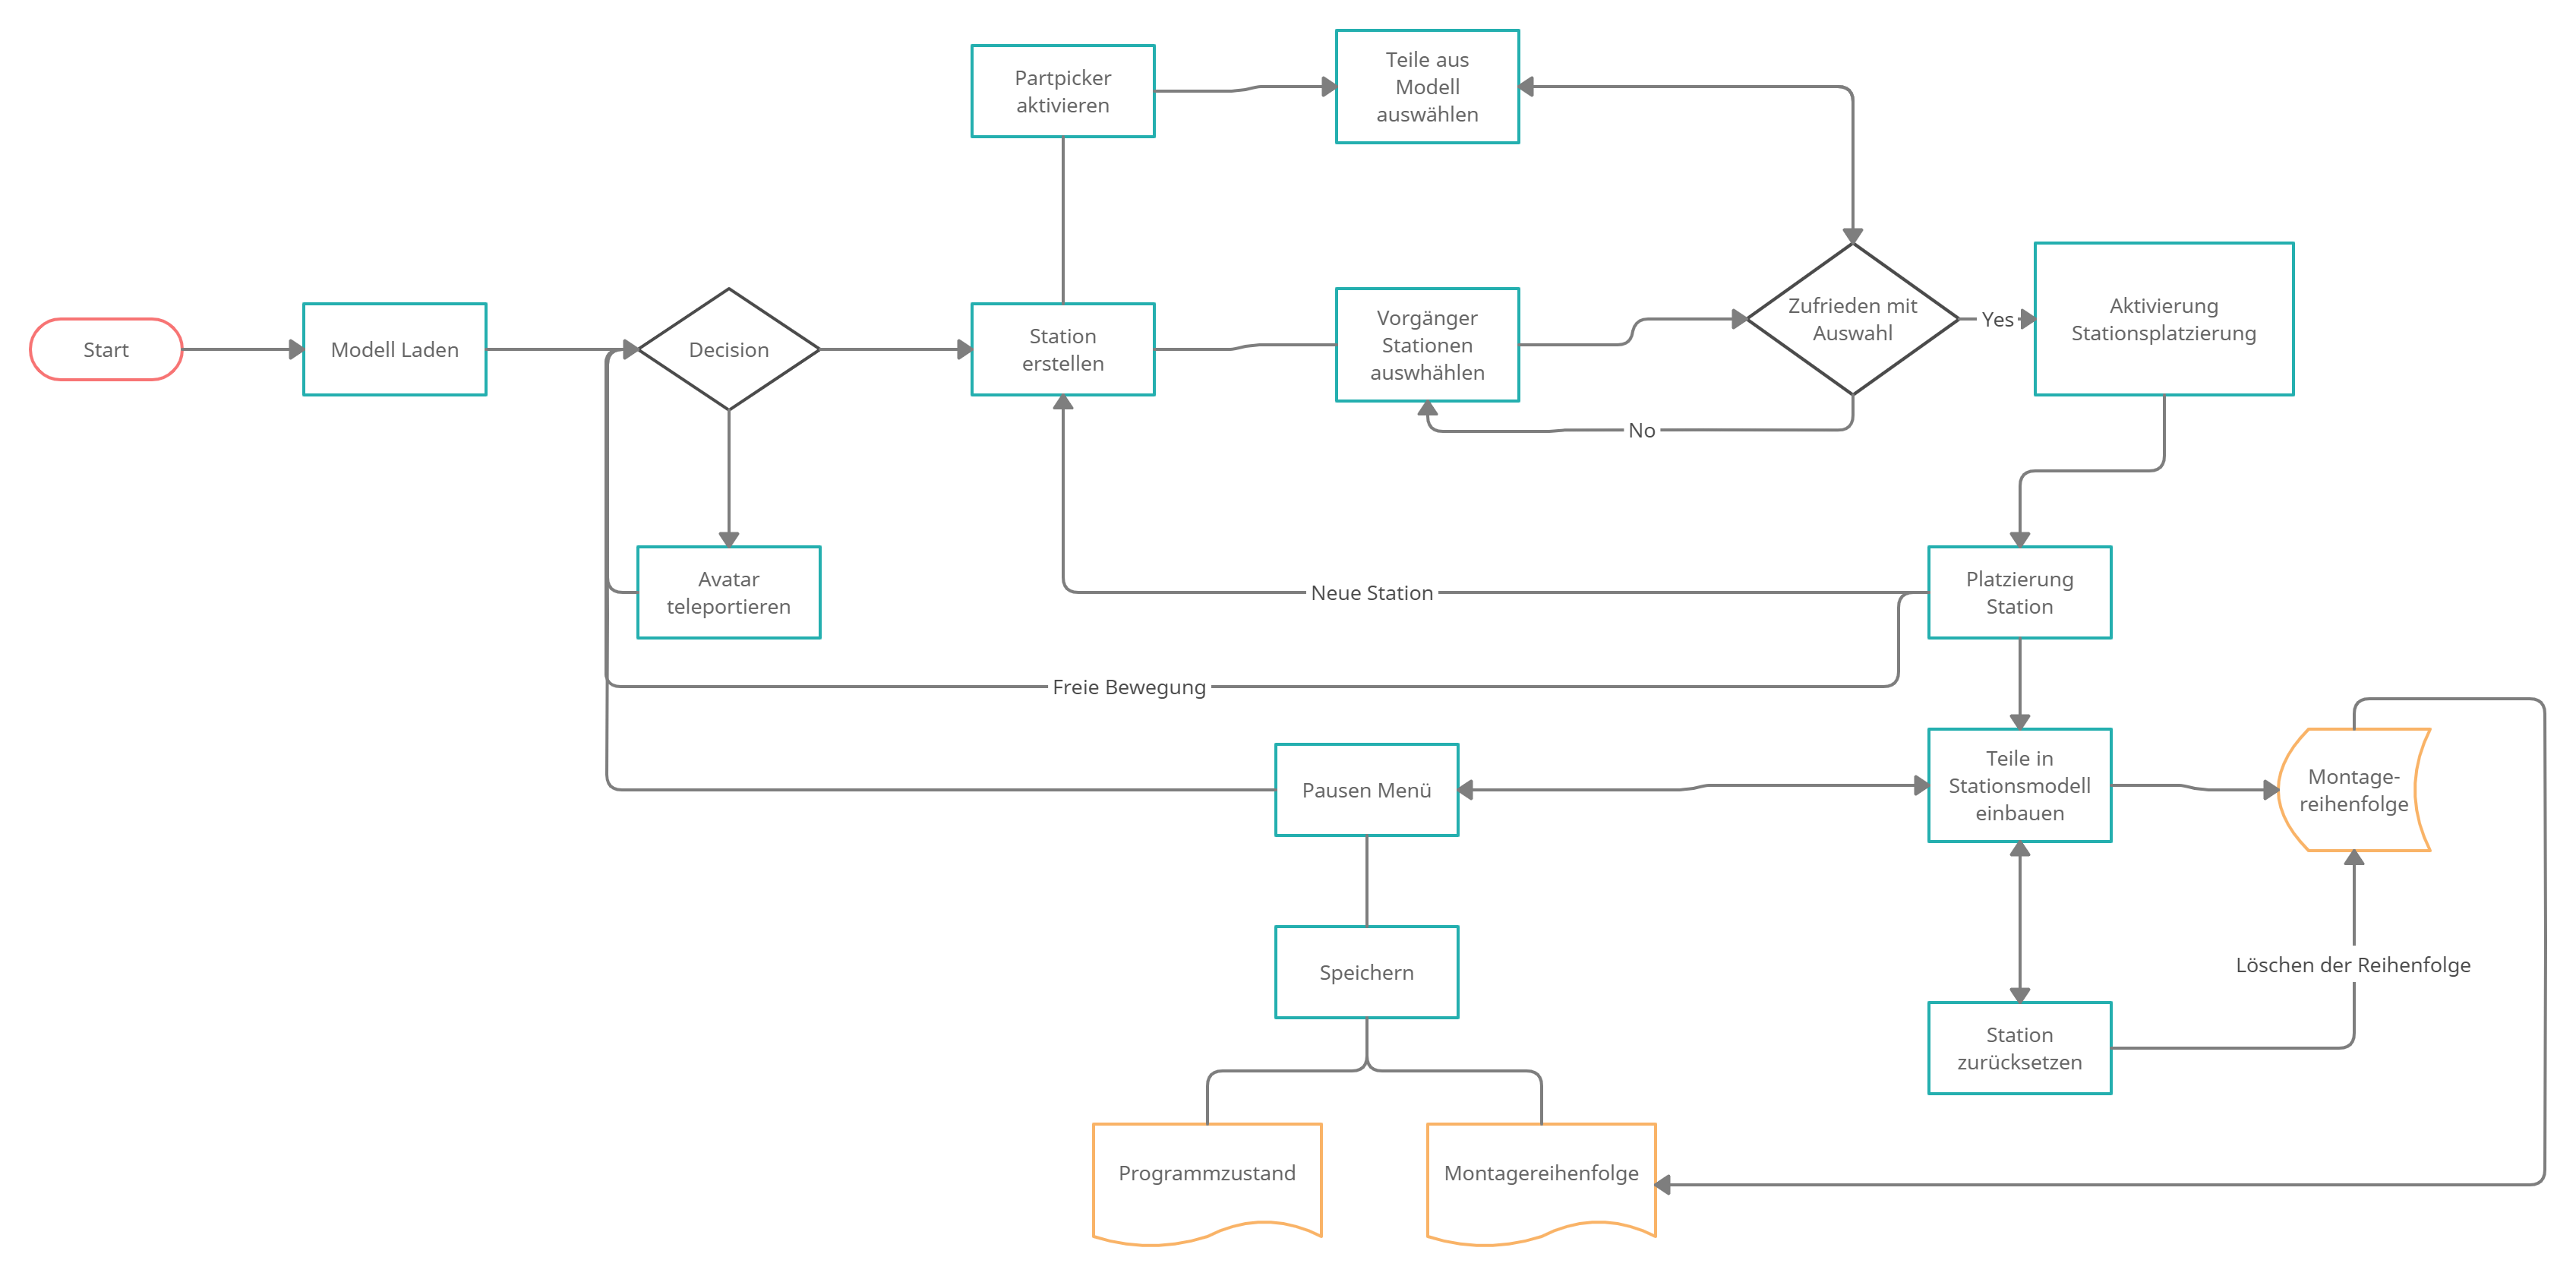 Partpicker
aktivieren
Teile aus
Modell
auswählen
Start
Modell Laden
Decision
Station
erstellen
Vorgänger
Stationen
auswhählen
Zufrieden mit
Auswahl
Yes
Aktivierung
Stationsplatzierung
No
Avatar
teleportieren
Neue Station
Platzierung
Station
Freie Bewegung
Pausen Menü
Teile in
Stationsmodell
einbauen
Montage-
reihenfolge
Speichern
Löschen der Reihenfolge
Station
zurücksetzen
Programmzustand
Montagereihenfolge